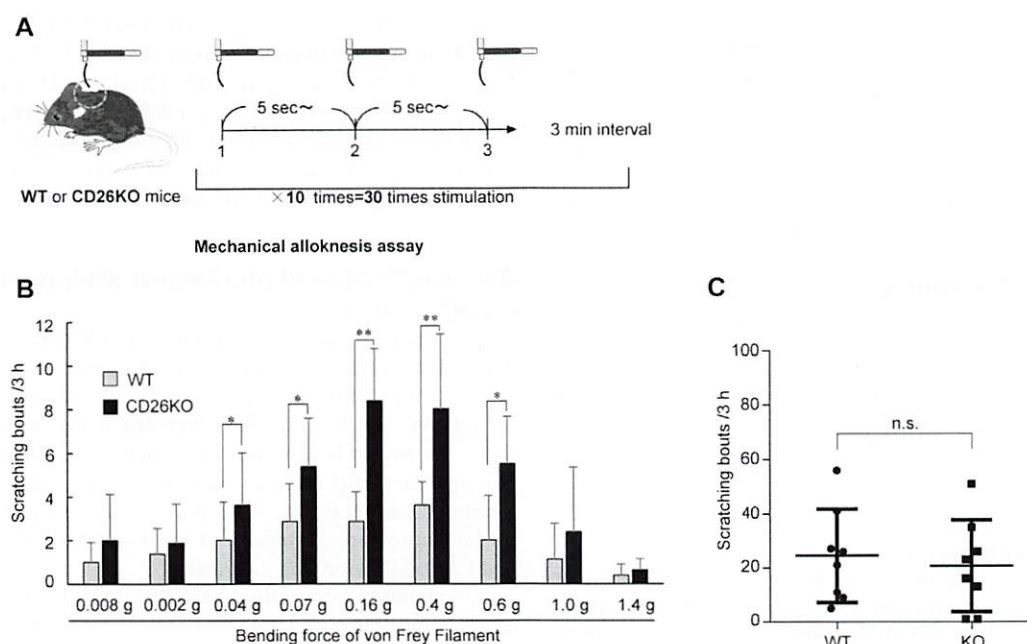 A
5 sec~ 5 sec~
1 2 3
3 min interval
WT or CD26KO mice
×10 times=30 times stimulation
Mechanical alloknesis assay
B
Scratching bouts /3 h
12
10
8
6
4
2
0
WT
CD26KO
*
*
**
**
*
0.008 g 0.002 g 0.04 g 0.07 g 0.16 g 0.4 g 0.6 g 1.0 g 1.4 g
Bending force of von Frey Filament
C
Scratching bouts /3 h
100
80
60
40
20
0
n.s.
WT KO